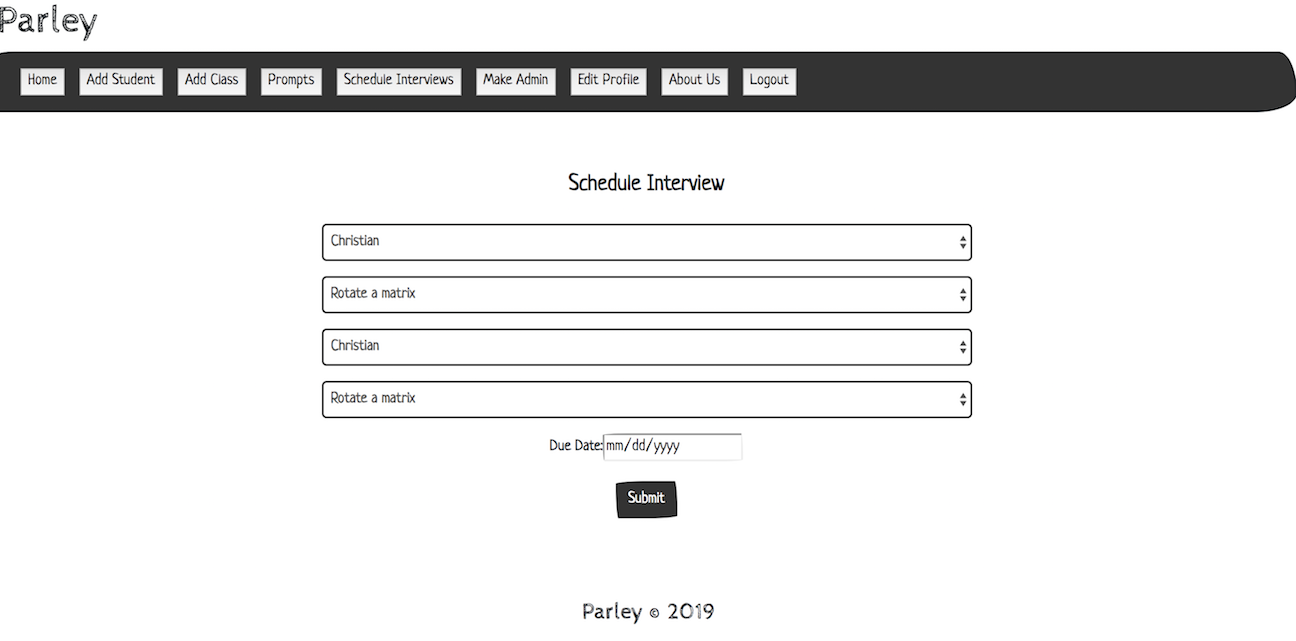 Parley
Home Add Student Add Class Prompts Schedule Interviews Make Admin Edit Profile About Us Logout
Schedule Interview
Christian
Rotate a matrix
Christian
Rotate a matrix
Due Date: mm/dd/yyyy
Submit
Parley © 2019